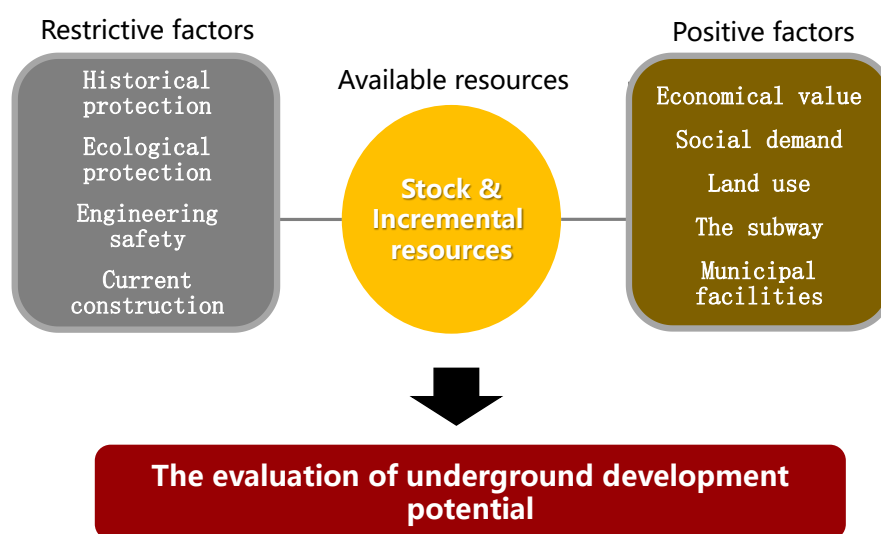 Restrictive factors
Historical
protection
Ecological
protection
Engineering
safety
Current
construction
Available resources
Stock &
Incremental
resources
Positive factors
Economical value
Social demand
Land use
The subway
Municipal
facilities
The evaluation of underground development
potential